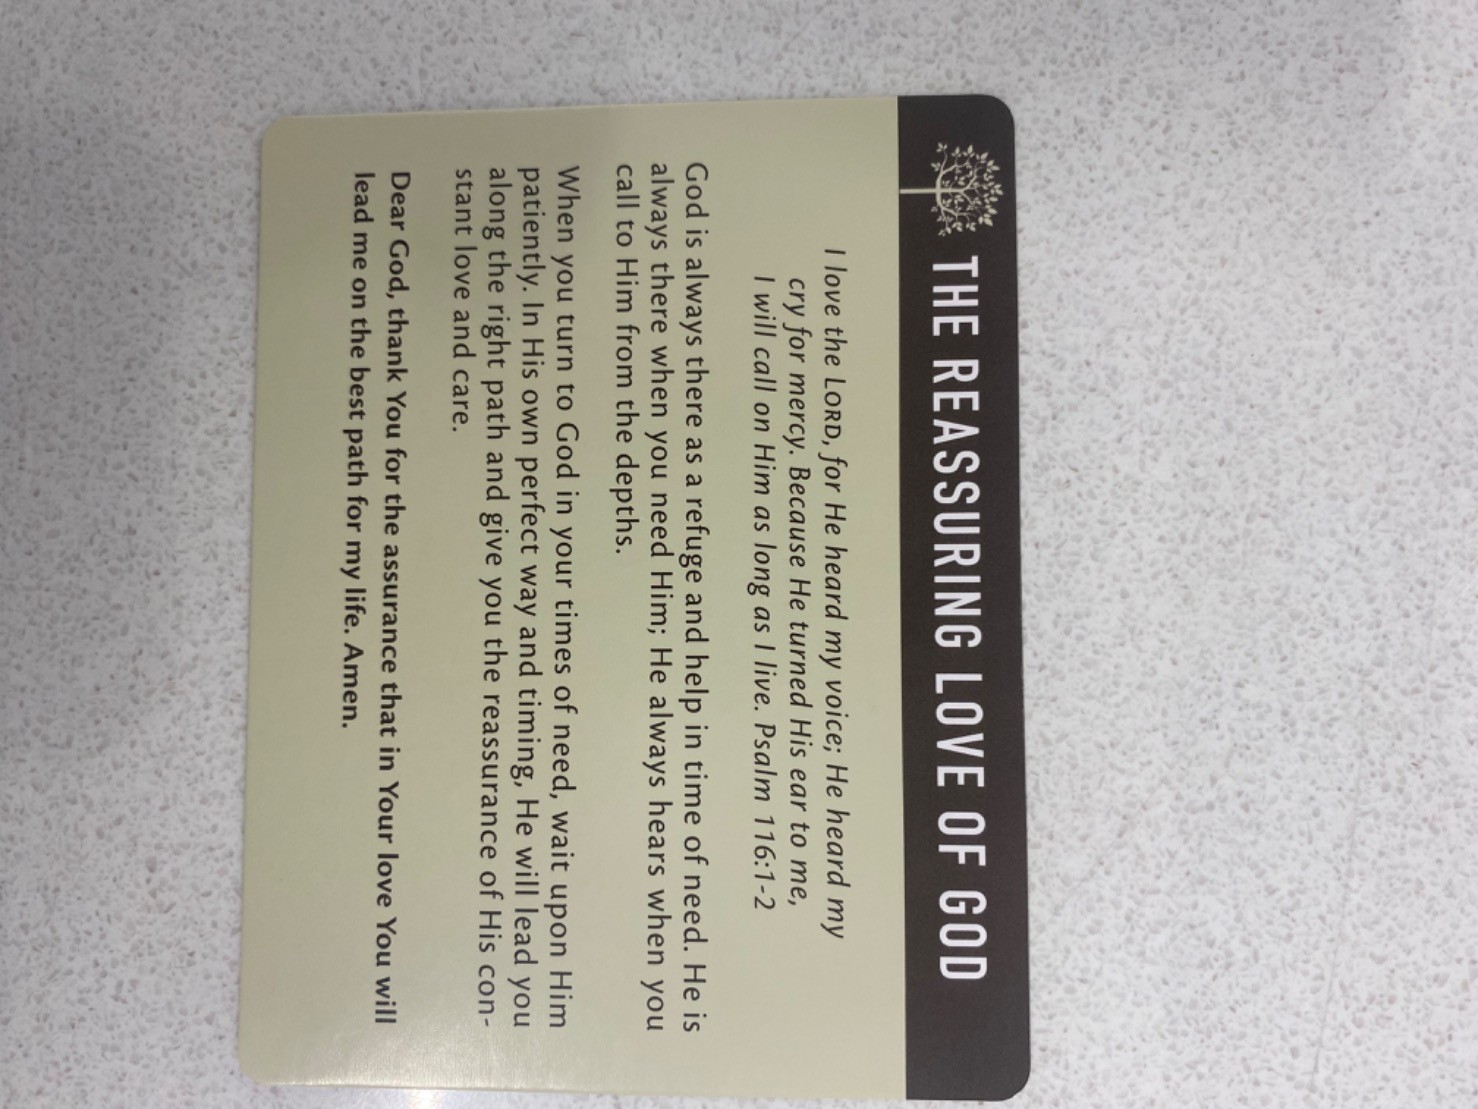 THE REASSURING LOVE OF GOD
I love the LORD, for He heard my voice; He heard my
cry for mercy. Because He turned His ear to me,
I will call on Him as long as I live. Psalm 116:1-2
God is always there as a refuge and help in time of need. He is
always there when you need Him; He always hears when you
call to Him from the depths.
When you turn to God in your times of need, wait upon Him
patiently. In His own perfect way and timing, He will lead you
along the right path and give you the reassurance of His con-
stant love and care.
Dear God, thank You for the assurance that in Your love You will
lead me on the best path for my life. Amen.